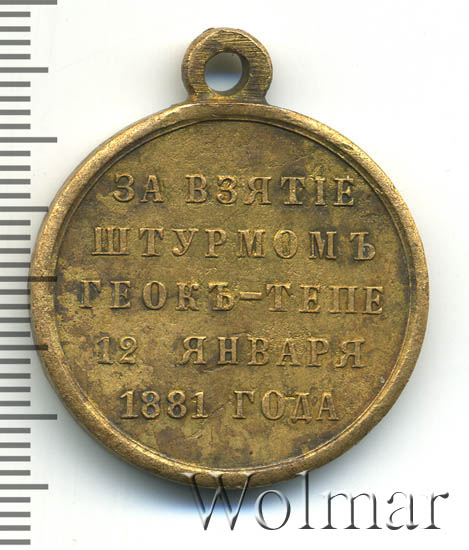 ЗА ВЗЯТІЕ
ШТУРМОМЪ
ГЕОКЪ-ТЕПЕ
12 ЯНВАРЯ
1881 ГОДА
Wolmar